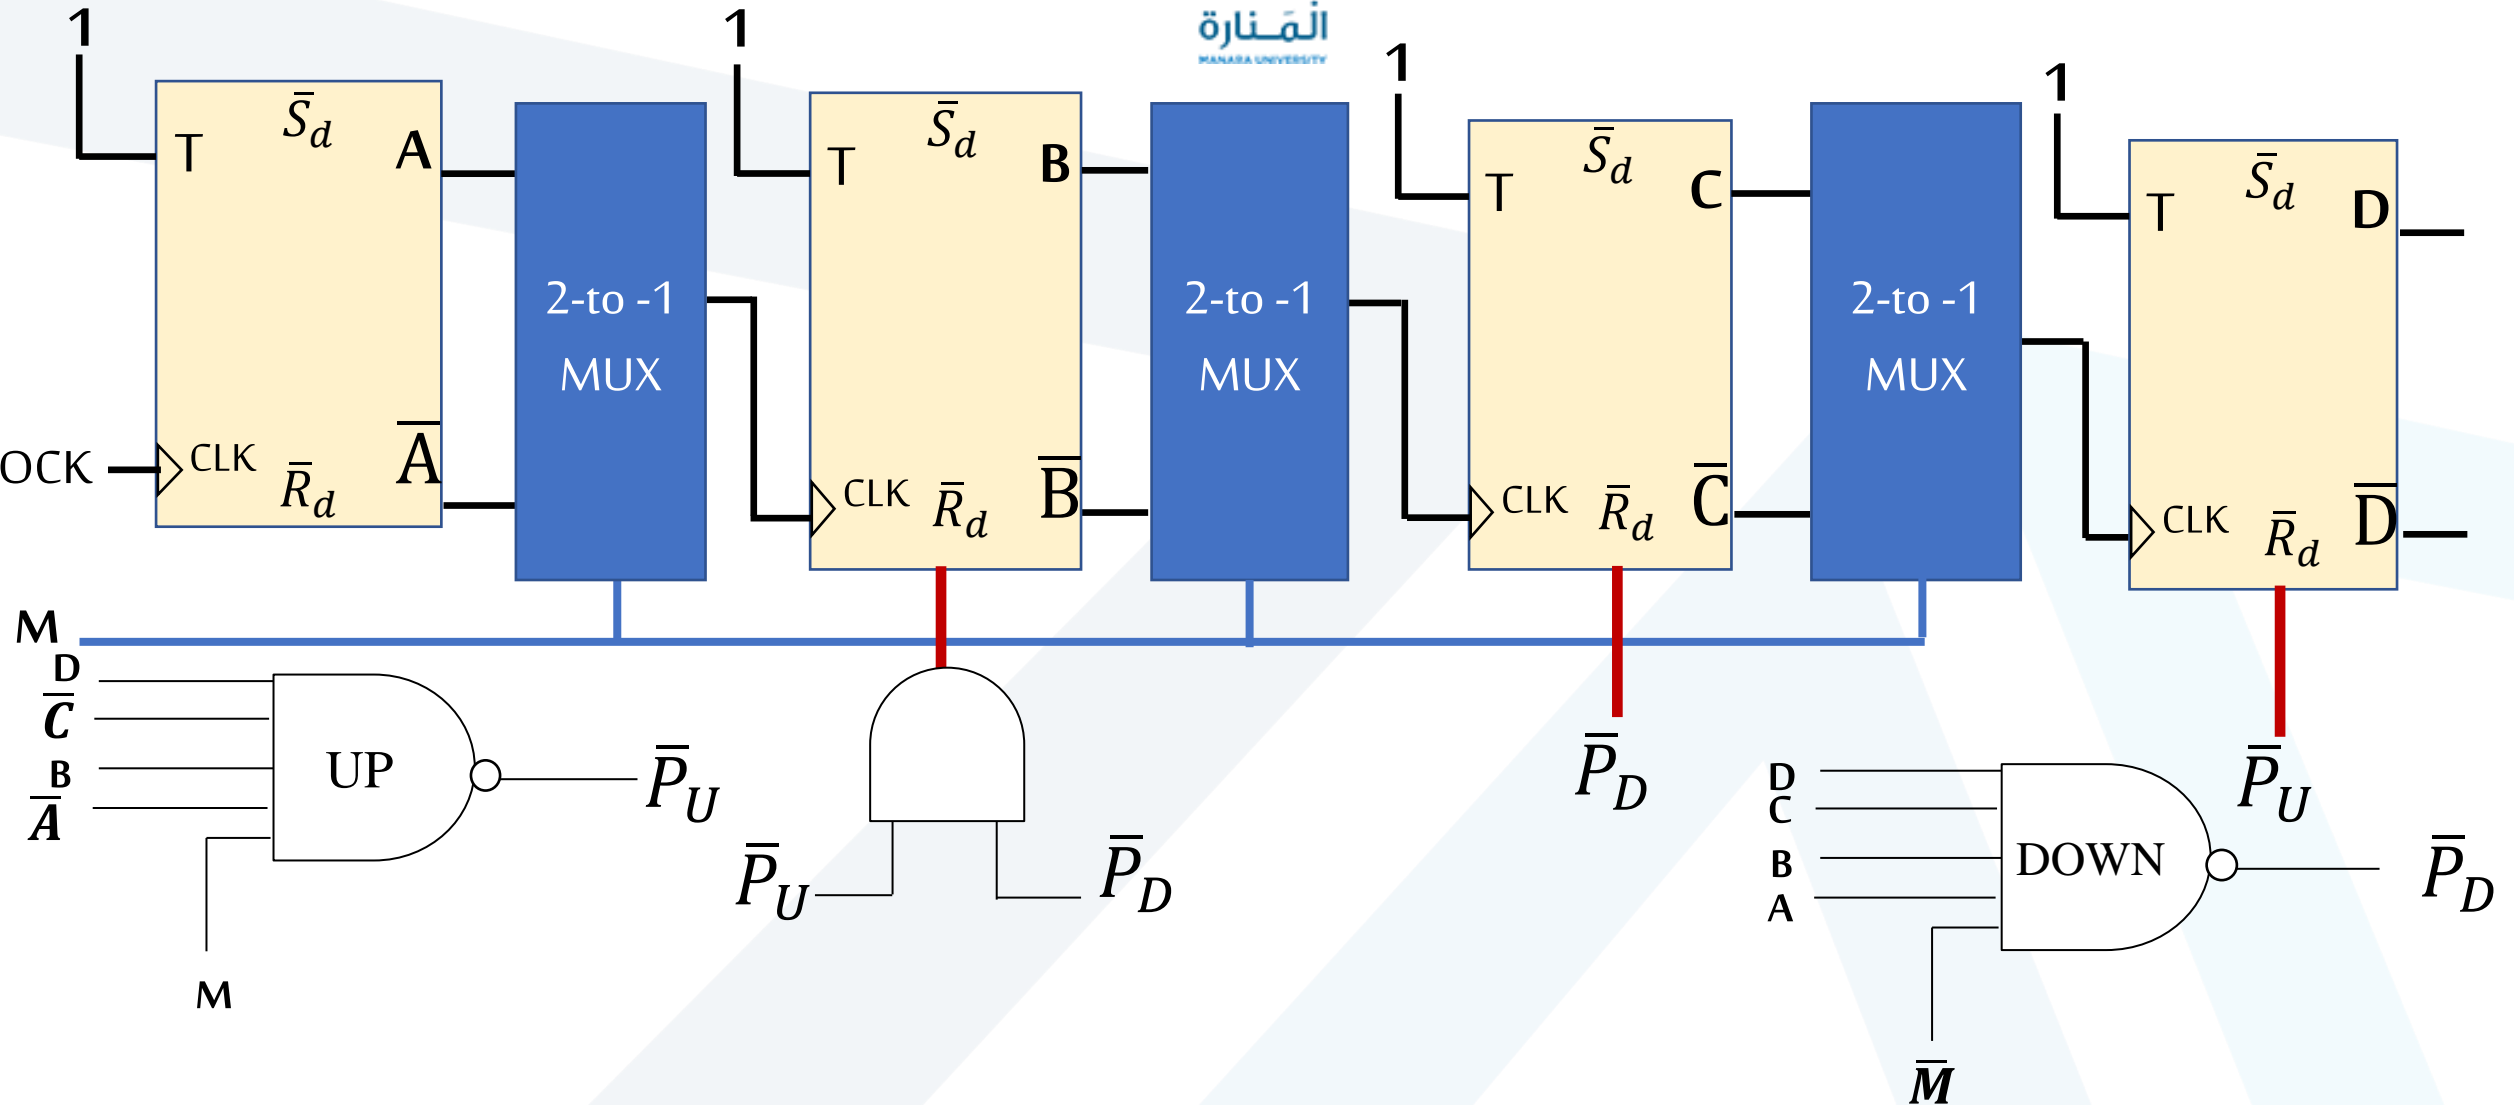 الْمَنارة
MANARA UNIVERSITY
1
1
1
1
S̅d
T
A
CLK
R̅d
A̅
OCK
2-to -1
MUX
S̅d
T
B
CLK
R̅d
B̅
2-to -1
MUX
S̅d
T
C
CLK
R̅d
C̅
2-to -1
MUX
S̅d
T
D
CLK
R̅d
D̅
M
D
C̅
B
A̅
M
UP
P̅U
P̅U
P̅D
P̅D
P̅U
D
C
B
A
M̅
DOWN
P̅D